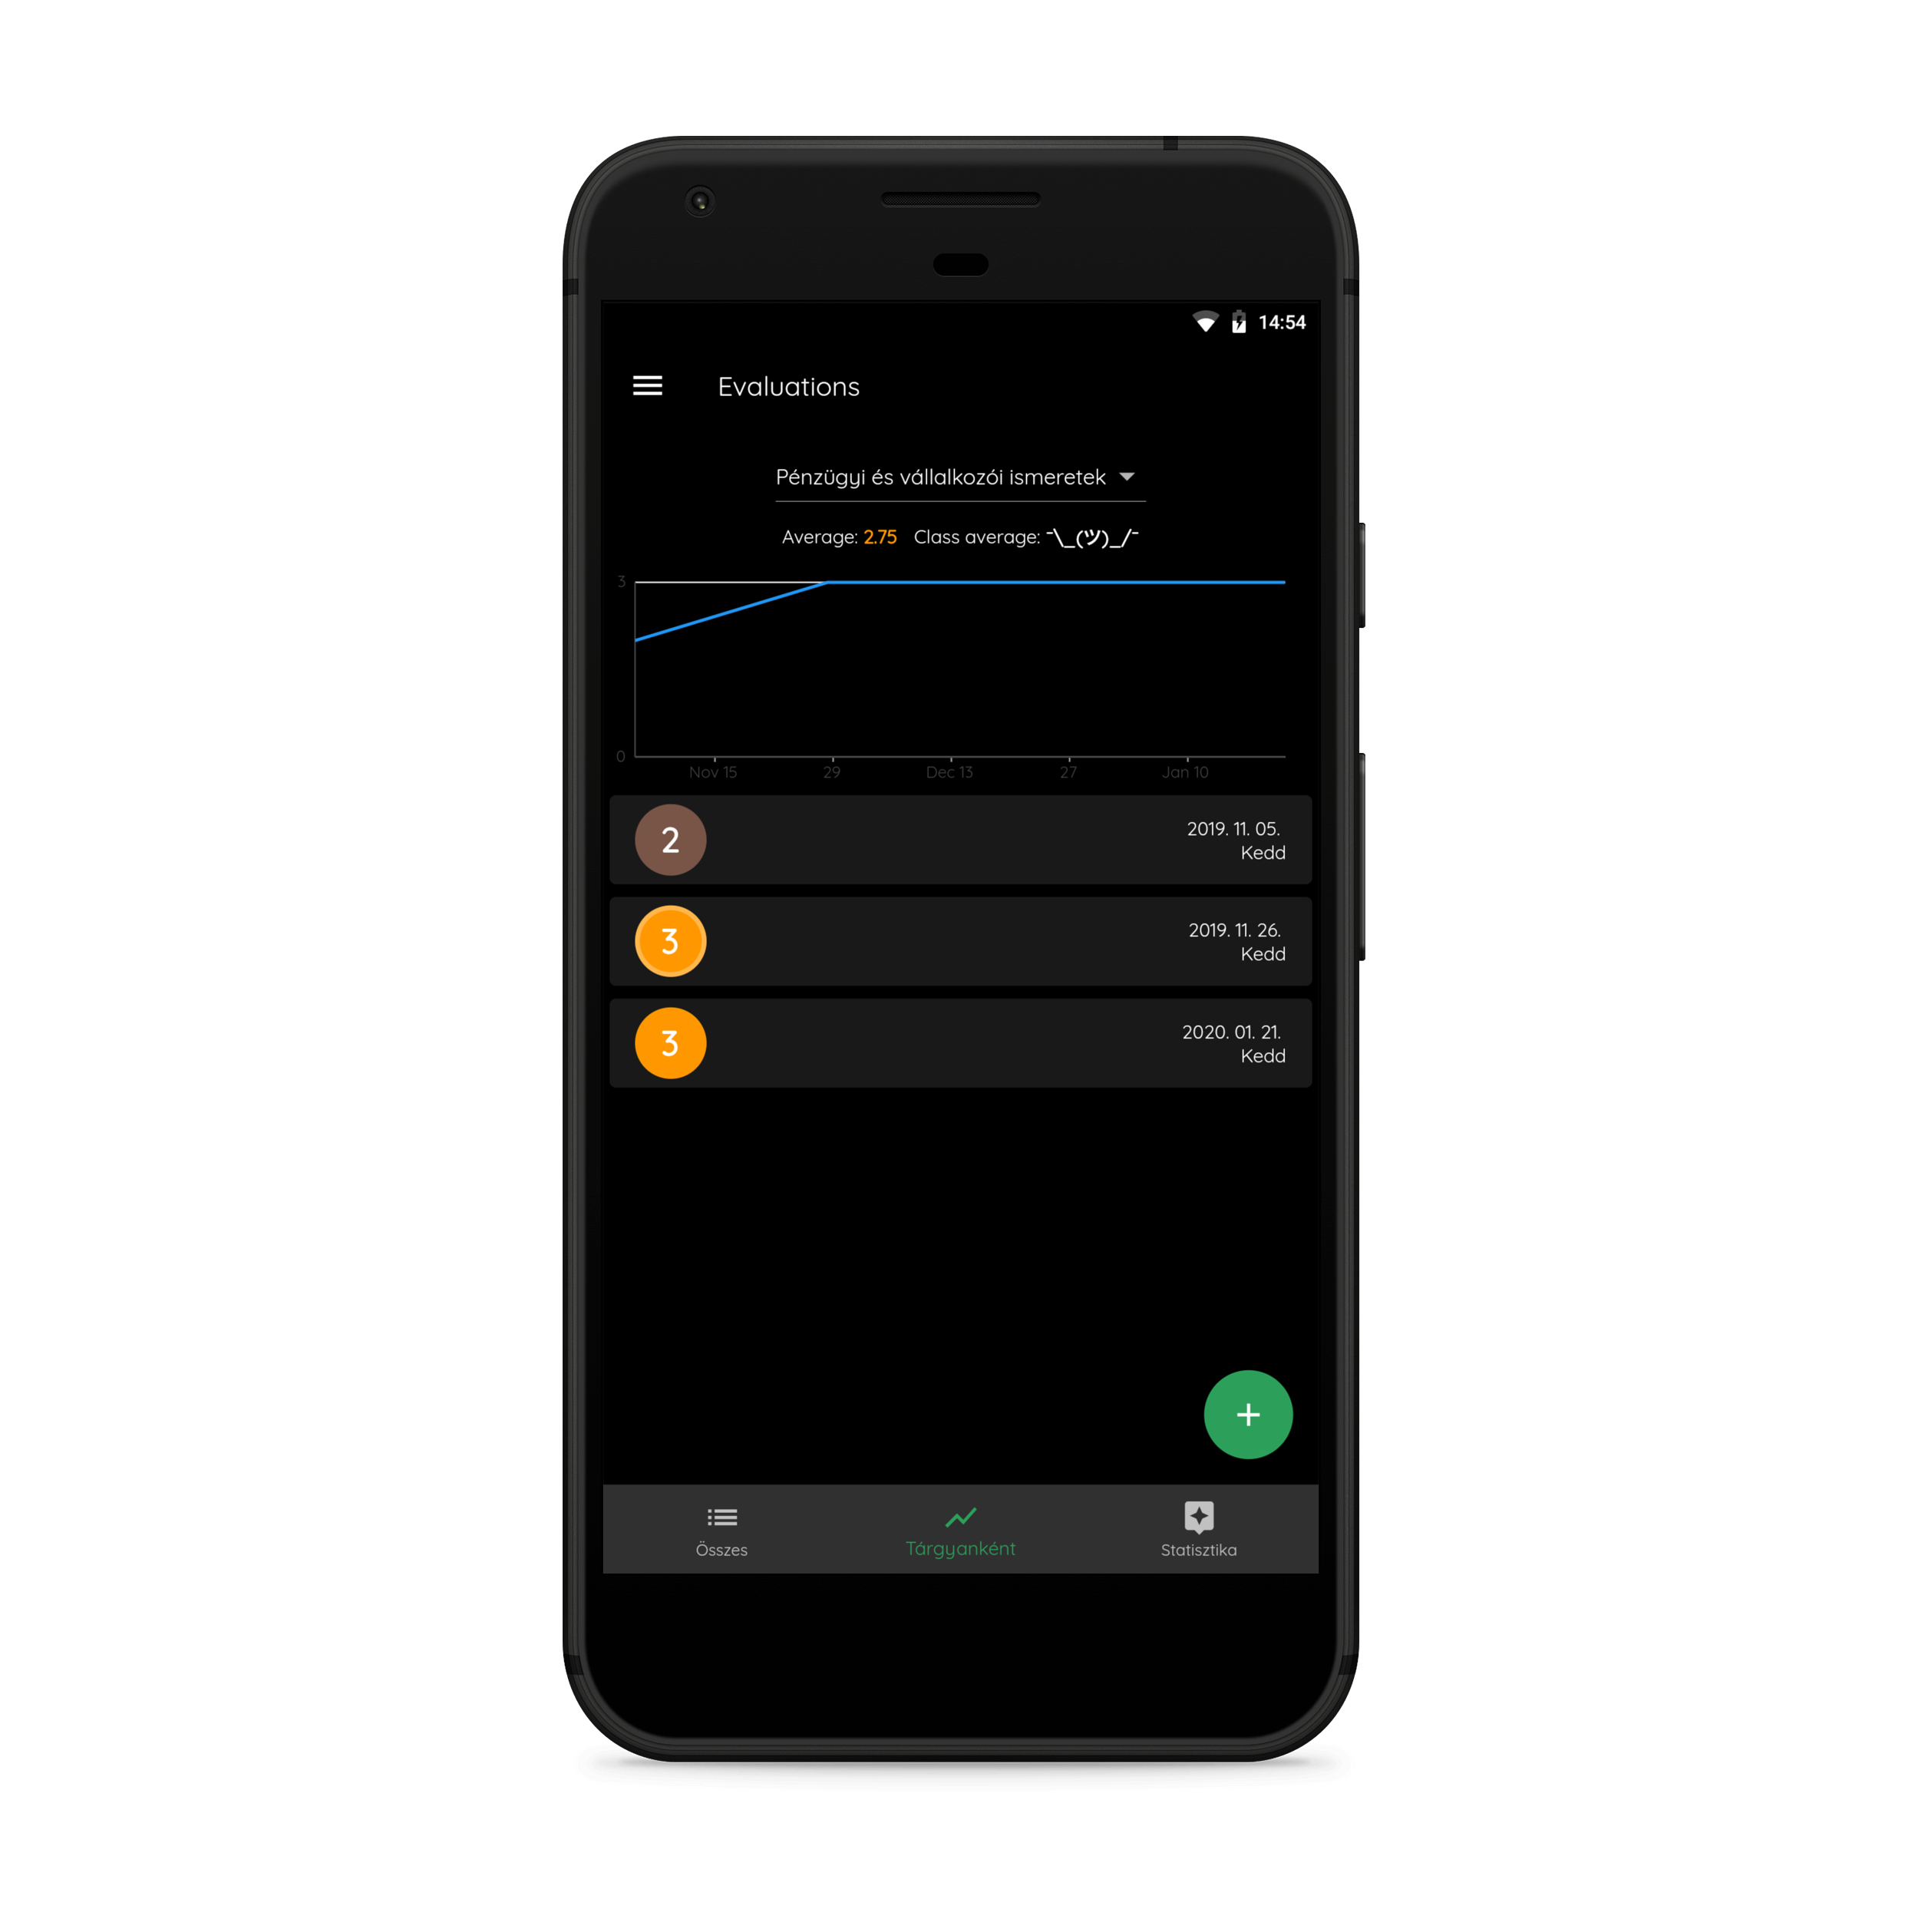 14:54
Evaluations
Pénzügyi és vállalkozói ismeretek
Average: 2.75 Class average: ¯\_(ツ)_/¯
3
0
Nov 15 29 Dec 13 27 Jan 10
2 2019. 11. 05.
Kedd
3 2019. 11. 26.
Kedd
3 2020. 01. 21.
Kedd
+
Összes Tárgyanként Statisztika